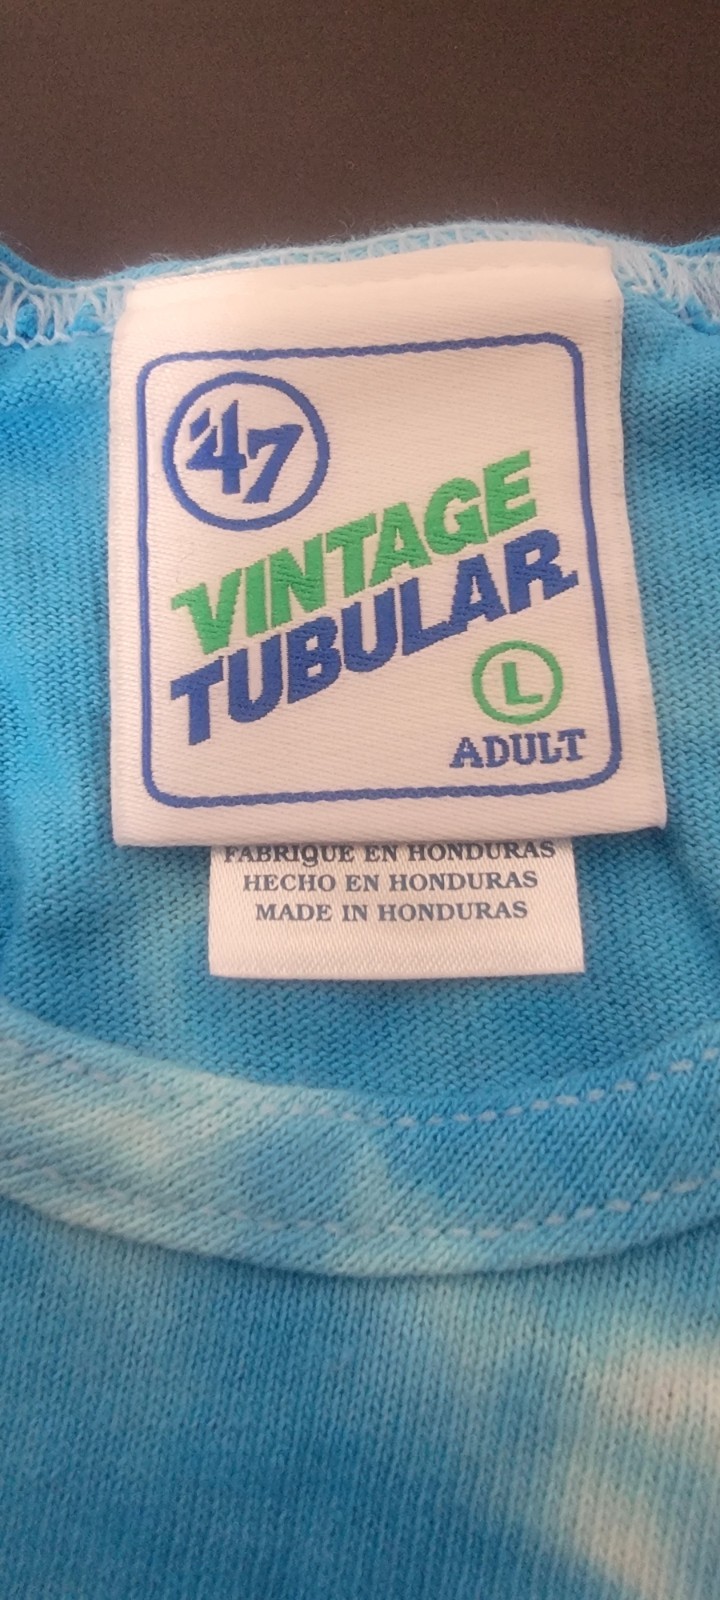 '47
VINTAGE
TUBULAR
L
ADULT
FABRIQUE EN HONDURAS
HECHO EN HONDURAS
MADE IN HONDURAS